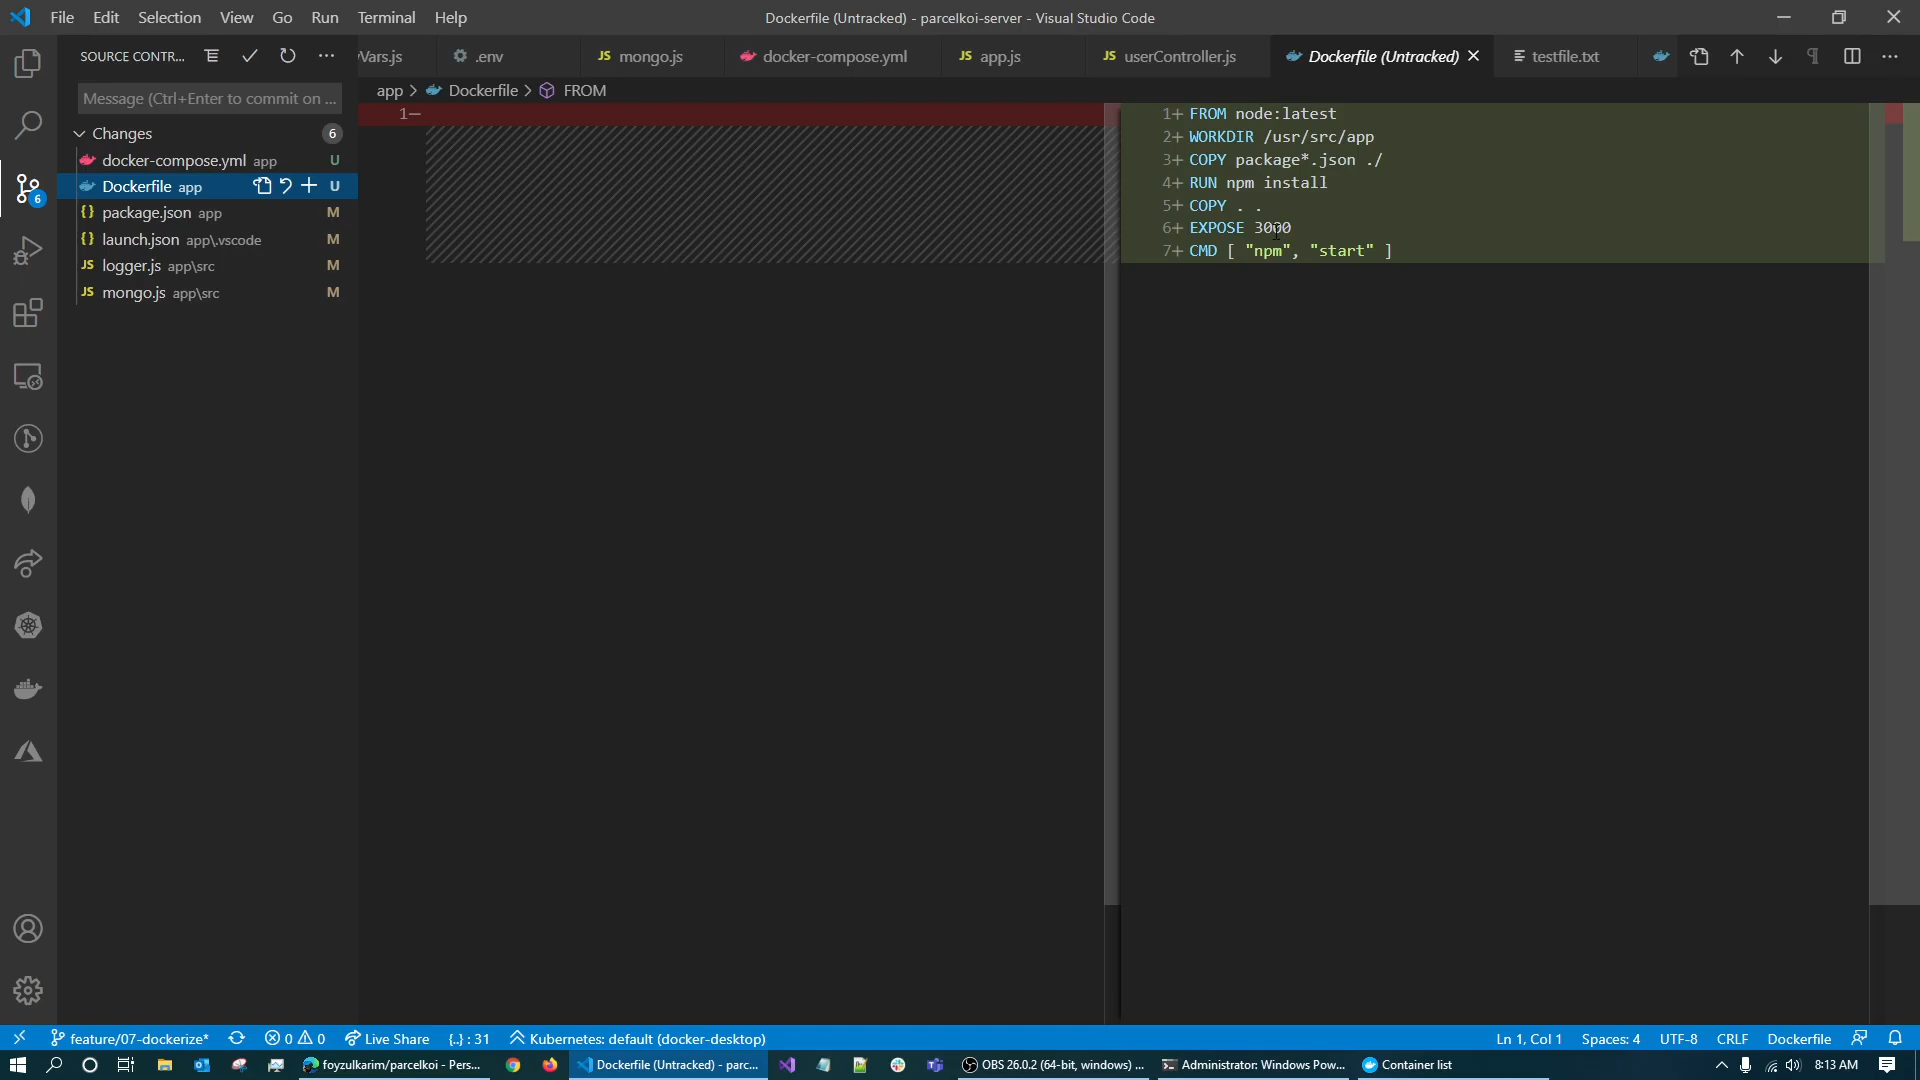 File Edit Selection View Go Run Terminal Help
Dockerfile (Untracked) - parcelkoi-server - Visual Studio Code
SOURCE CONTR...
Vars.js
.env
JS mongo.js
docker-compose.yml
JS app.js
JS userController.js
Dockerfile (Untracked)
testfile.txt
app > Dockerfile > FROM
Message (Ctrl+Enter to commit on ...
Changes 6
docker-compose.yml app U
Dockerfile app U
{} package.json app M
{} launch.json app\.vscode M
JS logger.js app\src M
JS mongo.js app\src M
6
1−
1+ FROM node:latest
2+ WORKDIR /usr/src/app
3+ COPY package*.json ./
4+ RUN npm install
5+ COPY . .
6+ EXPOSE 3000
7+ CMD [ "npm", "start" ]
feature/07-dockerize* 0 0 Live Share {..} : 31 Kubernetes: default (docker-desktop)
Ln 1, Col 1 Spaces: 4 UTF-8 CRLF Dockerfile
foyzulkarim/parcelkoi - Pers...
Dockerfile (Untracked) - parc...
OBS 26.0.2 (64-bit, windows) ...
Administrator: Windows Pow...
Container list
8:13 AM